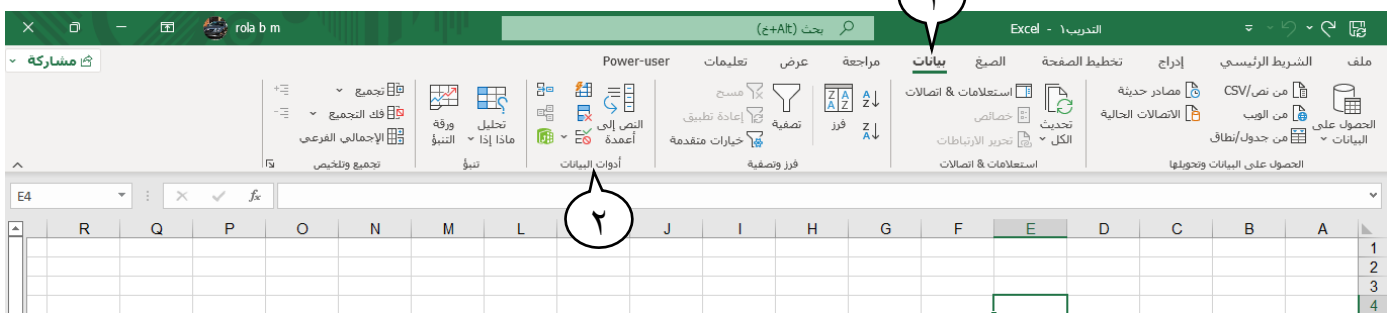 ١
التدريب١ - Excel
بحث (Alt+خ)
rola b m
ملف الشريط الرئيسي إدراج تخطيط الصفحة الصيغ بيانات مراجعة عرض تعليمات Power-user مشاركة
الحصول على البيانات
من نص/CSV
من الويب
من جدول/نطاق
مصادر حديثة
الاتصالات الحالية
الحصول على البيانات وتحويلها
تحديث الكل
استعلامات & اتصالات
خصائص
تحرير الارتباطات
استعلامات & اتصالات
فرز
تصفية
مسح
إعادة تطبيق
خيارات متقدمة
فرز وتصفية
النص إلى أعمدة
أدوات البيانات
تحليل ماذا إذا
ورقة التنبؤ
تنبؤ
تجميع
فك التجميع
الإجمالي الفرعي
تجميع وتلخيص
٢
E4 fx
A B C D E F G H I J L M N O P Q R
1
2
3
4